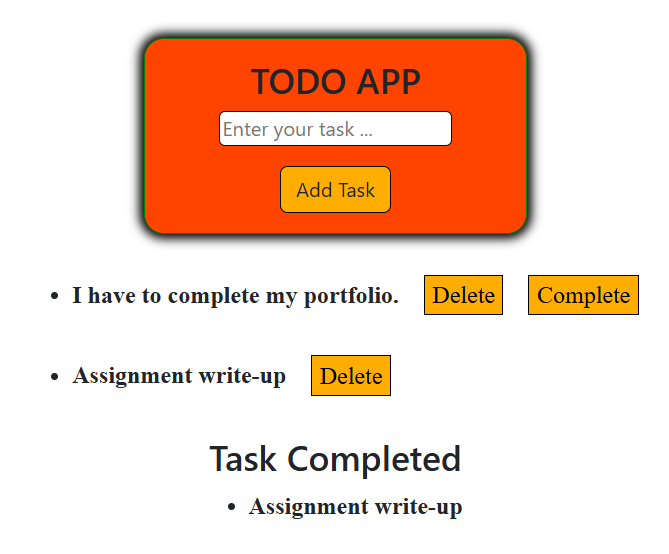 TODO APP
Enter your task ...
Add Task
• I have to complete my portfolio. Delete Complete
• Assignment write-up Delete
Task Completed
• Assignment write-up